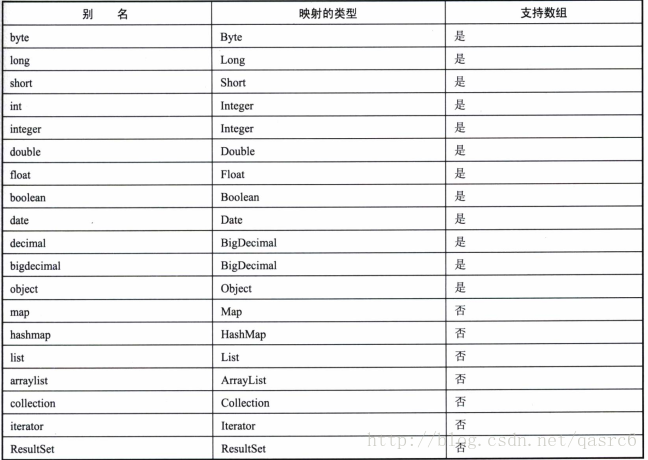 别 名 映射的类型 支持数组
byte Byte 是
long Long 是
short Short 是
int Integer 是
integer Integer 是
double Double 是
float Float 是
boolean Boolean 是
date Date 是
decimal BigDecimal 是
bigdecimal BigDecimal 是
object Object 是
map Map 否
hashmap HashMap 否
list List 否
arraylist ArrayList 否
collection Collection 否
iterator Iterator 否
http://blog.csdn.net/qasrc6
ResultSet ResultSet 否